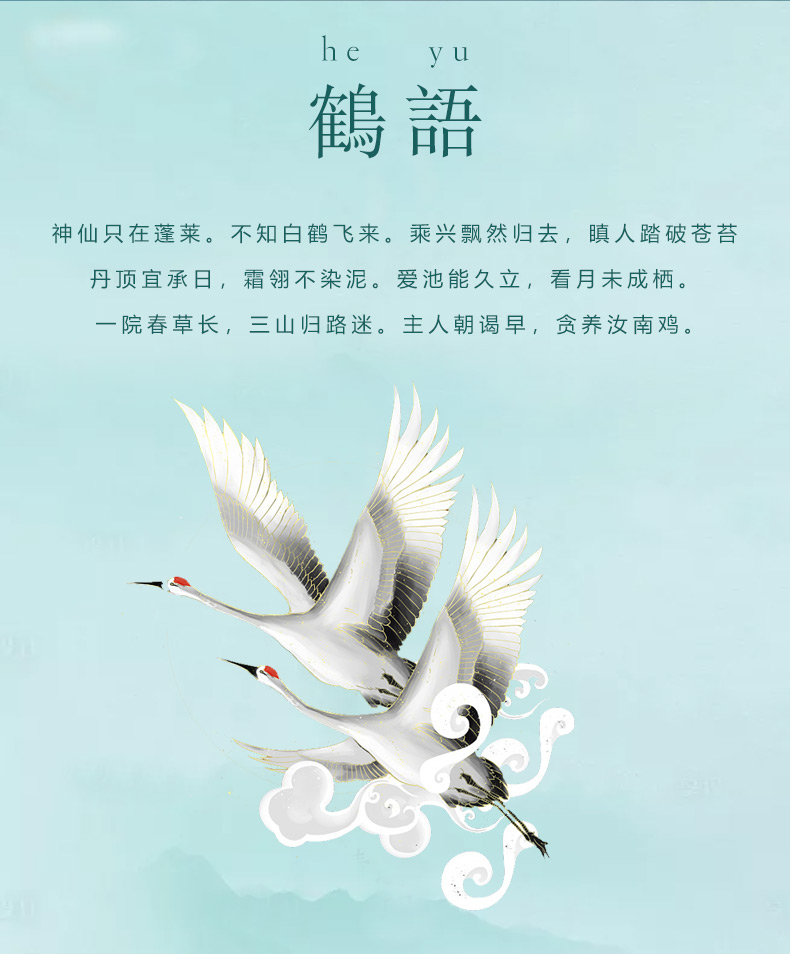 he yu
鶴語
神仙只在蓬莱。不知白鹤飞来。乘兴飘然归去，瞋人踏破苍苔
丹顶宜承日，霜翎不染泥。爱池能久立，看月未成栖。
一院春草长，三山归路迷。主人朝谒早，贪养汝南鸡。